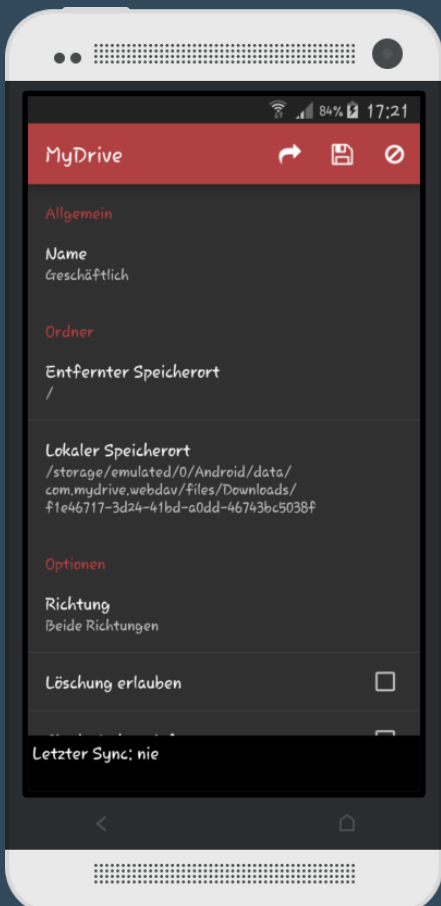 84% 17:21
MyDrive
Allgemein
Name
Geschäftlich
Ordner
Entfernter Speicherort
/
Lokaler Speicherort
/storage/emulated/0/Android/data/
com.mydrive.webdav/files/Downloads/
f1e46717-3d24-41bd-a0dd-46743bc5038f
Optionen
Richtung
Beide Richtungen
Löschung erlauben
Letzter Sync: nie